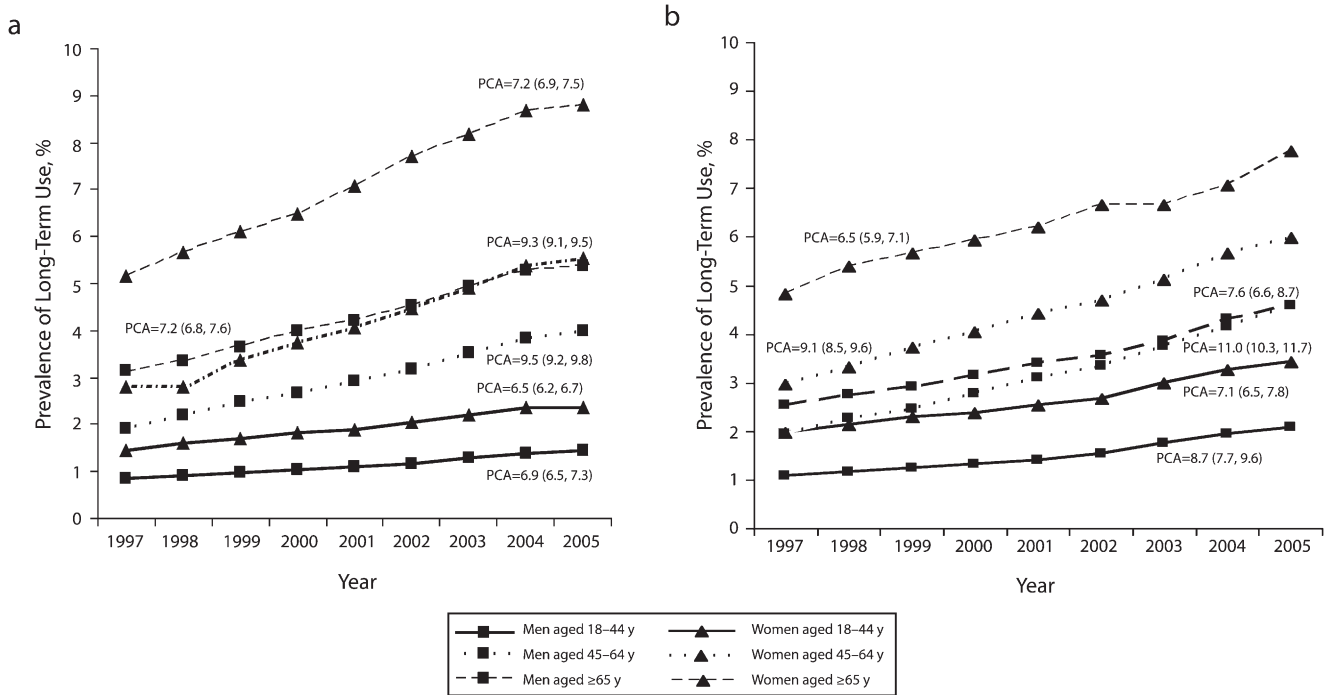 a
10
9
8
7
6
5
4
3
2
1
0
Prevalence of Long-Term Use, %
PCA=7.2 (6.9, 7.5)
PCA=9.3 (9.1, 9.5)
PCA=7.2 (6.8, 7.6)
PCA=9.5 (9.2, 9.8)
PCA=6.5 (6.2, 6.7)
PCA=6.9 (6.5, 7.3)
1997 1998 1999 2000 2001 2002 2003 2004 2005
Year
b
10
9
8
7
6
5
4
3
2
1
0
Prevalence of Long-Term Use, %
PCA=6.5 (5.9, 7.1)
PCA=7.6 (6.6, 8.7)
PCA=9.1 (8.5, 9.6)
PCA=11.0 (10.3, 11.7)
PCA=7.1 (6.5, 7.8)
PCA=8.7 (7.7, 9.6)
1997 1998 1999 2000 2001 2002 2003 2004 2005
Year
Men aged 18–44 y Women aged 18–44 y
Men aged 45–64 y Women aged 45–64 y
Men aged ≥65 y Women aged ≥65 y